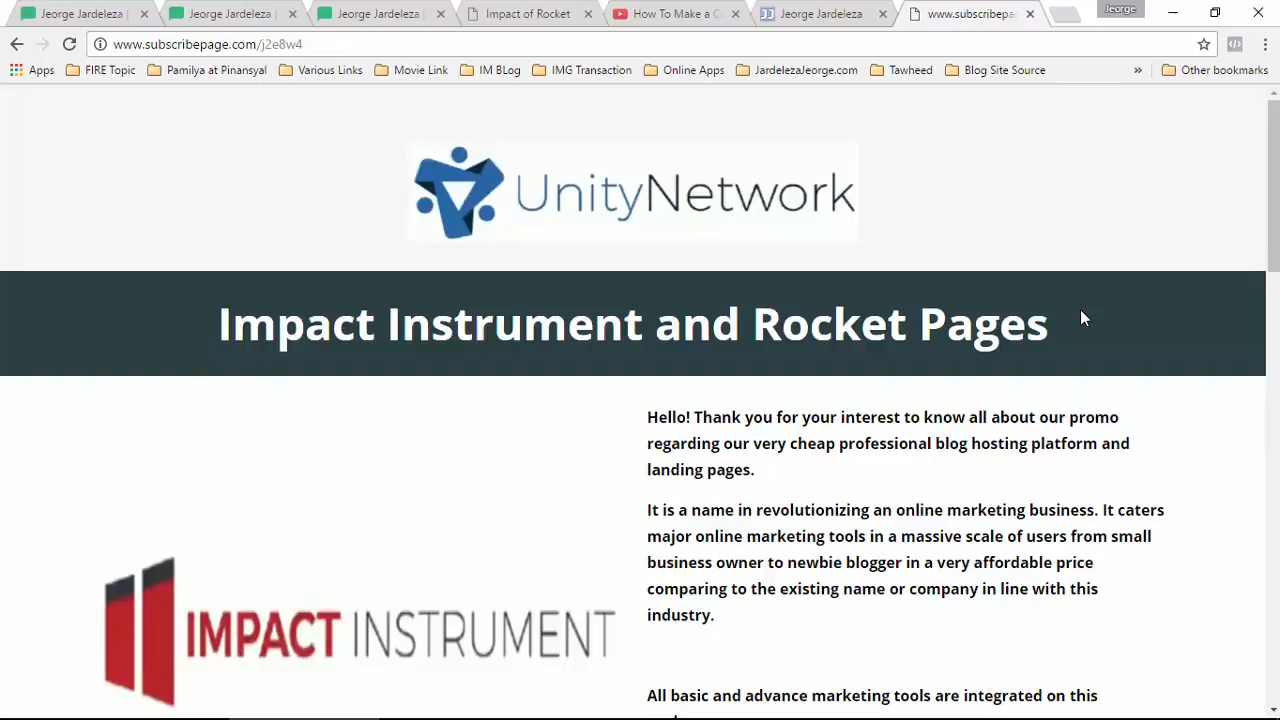 Jeorge Jardeleza |
Jeorge Jardeleza |
Jeorge Jardeleza |
Impact of Rocket
How To Make a C
Jeorge Jardeleza
www.subscribepag
Jeorge
www.subscribepage.com/j2e8w4
Apps
FIRE Topic
Pamilya at Pinansyal
Various Links
Movie Link
IM BLog
IMG Transaction
Online Apps
JardelezaJeorge.com
Tawheed
Blog Site Source
»
Other bookmarks
UnityNetwork
Impact Instrument and Rocket Pages
Hello! Thank you for your interest to know all about our promo
regarding our very cheap professional blog hosting platform and
landing pages.
It is a name in revolutionizing an online marketing business. It caters
major online marketing tools in a massive scale of users from small
business owner to newbie blogger in a very affordable price
comparing to the existing name or company in line with this
industry.
IMPACT INSTRUMENT
All basic and advance marketing tools are integrated on this